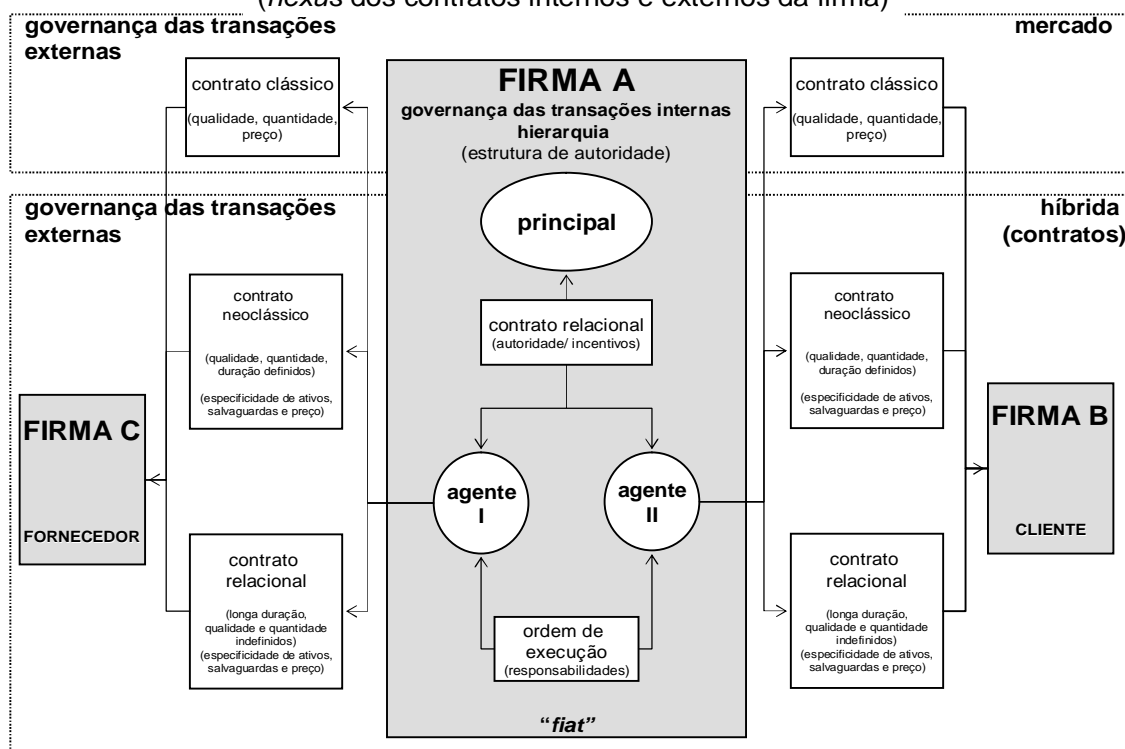 (nexus dos contratos internos e externos da firma)
governança das transações
externas
mercado
contrato clássico
(qualidade, quantidade,
preço)
FIRMA A
governança das transações internas
hierarquia
(estrutura de autoridade)
contrato clássico
(qualidade, quantidade,
preço)
governança das transações
externas
híbrida
(contratos)
principal
contrato
neoclássico
(qualidade, quantidade,
duração definidos)
(especificidade de ativos,
salvaguardas e preço)
contrato relacional
(autoridade/ incentivos)
contrato
neoclássico
(qualidade, quantidade,
duração definidos)
(especificidade de ativos,
salvaguardas e preço)
FIRMA C
FORNECEDOR
agente
I
agente
II
FIRMA B
CLIENTE
contrato
relacional
(longa duração,
qualidade e quantidade
indefinidos)
(especificidade de ativos,
salvaguardas e preço)
ordem de
execução
(responsabilidades)
contrato
relacional
(longa duração,
qualidade e quantidade
indefinidos)
(especificidade de ativos,
salvaguardas e preço)
“fiat”